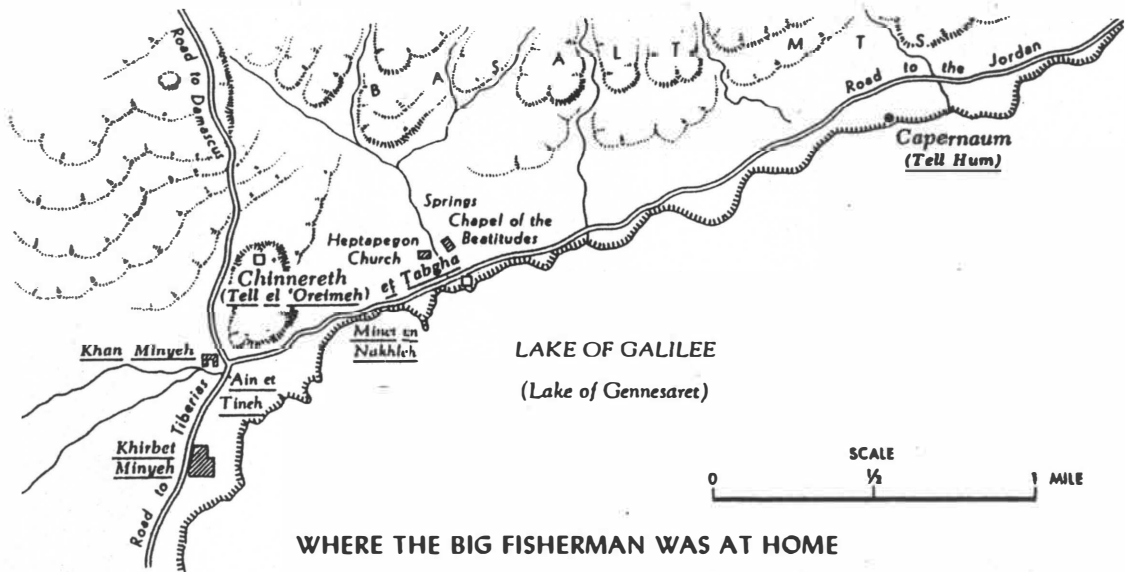 Road to Damascus
B A S A L T M T S.
Road to the Jordan
Capernaum
(Tell Hum)
Springs
Chapel of the
Beatitudes
Heptapegon
Church
Chinnereth
(Tell el 'Oreimeh)
et Tabgha
Minet en
Nakhleh
Khan Minyeh
Ain et
Tineh
LAKE OF GALILEE
(Lake of Gennesaret)
Khirbet
Minyeh
Road to Tiberias
SCALE
0 ½ 1 MILE
WHERE THE BIG FISHERMAN WAS AT HOME